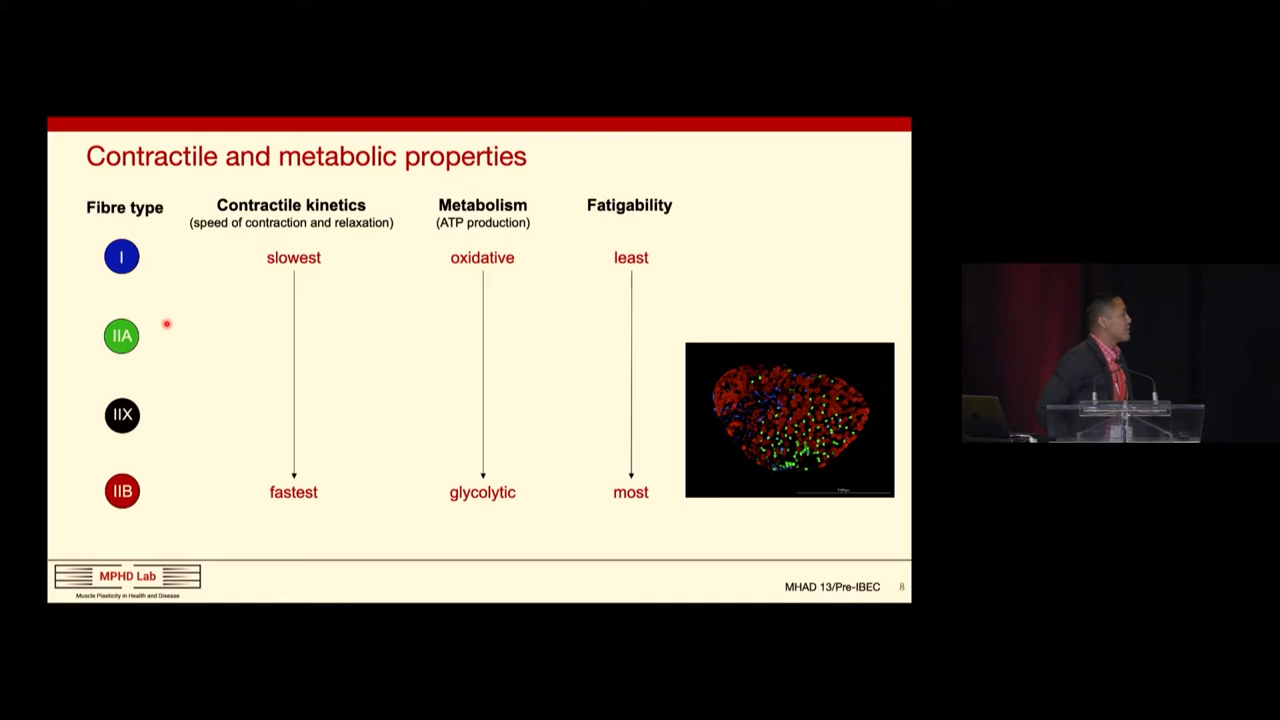 Contractile and metabolic properties
Fibre type
Contractile kinetics
(speed of contraction and relaxation)
Metabolism
(ATP production)
Fatigability
I
slowest
oxidative
least
IIA
IIX
IIB
fastest
glycolytic
most
MPHD Lab
Muscle Plasticity in Health and Disease
MHAD 13/Pre-IBEC
8